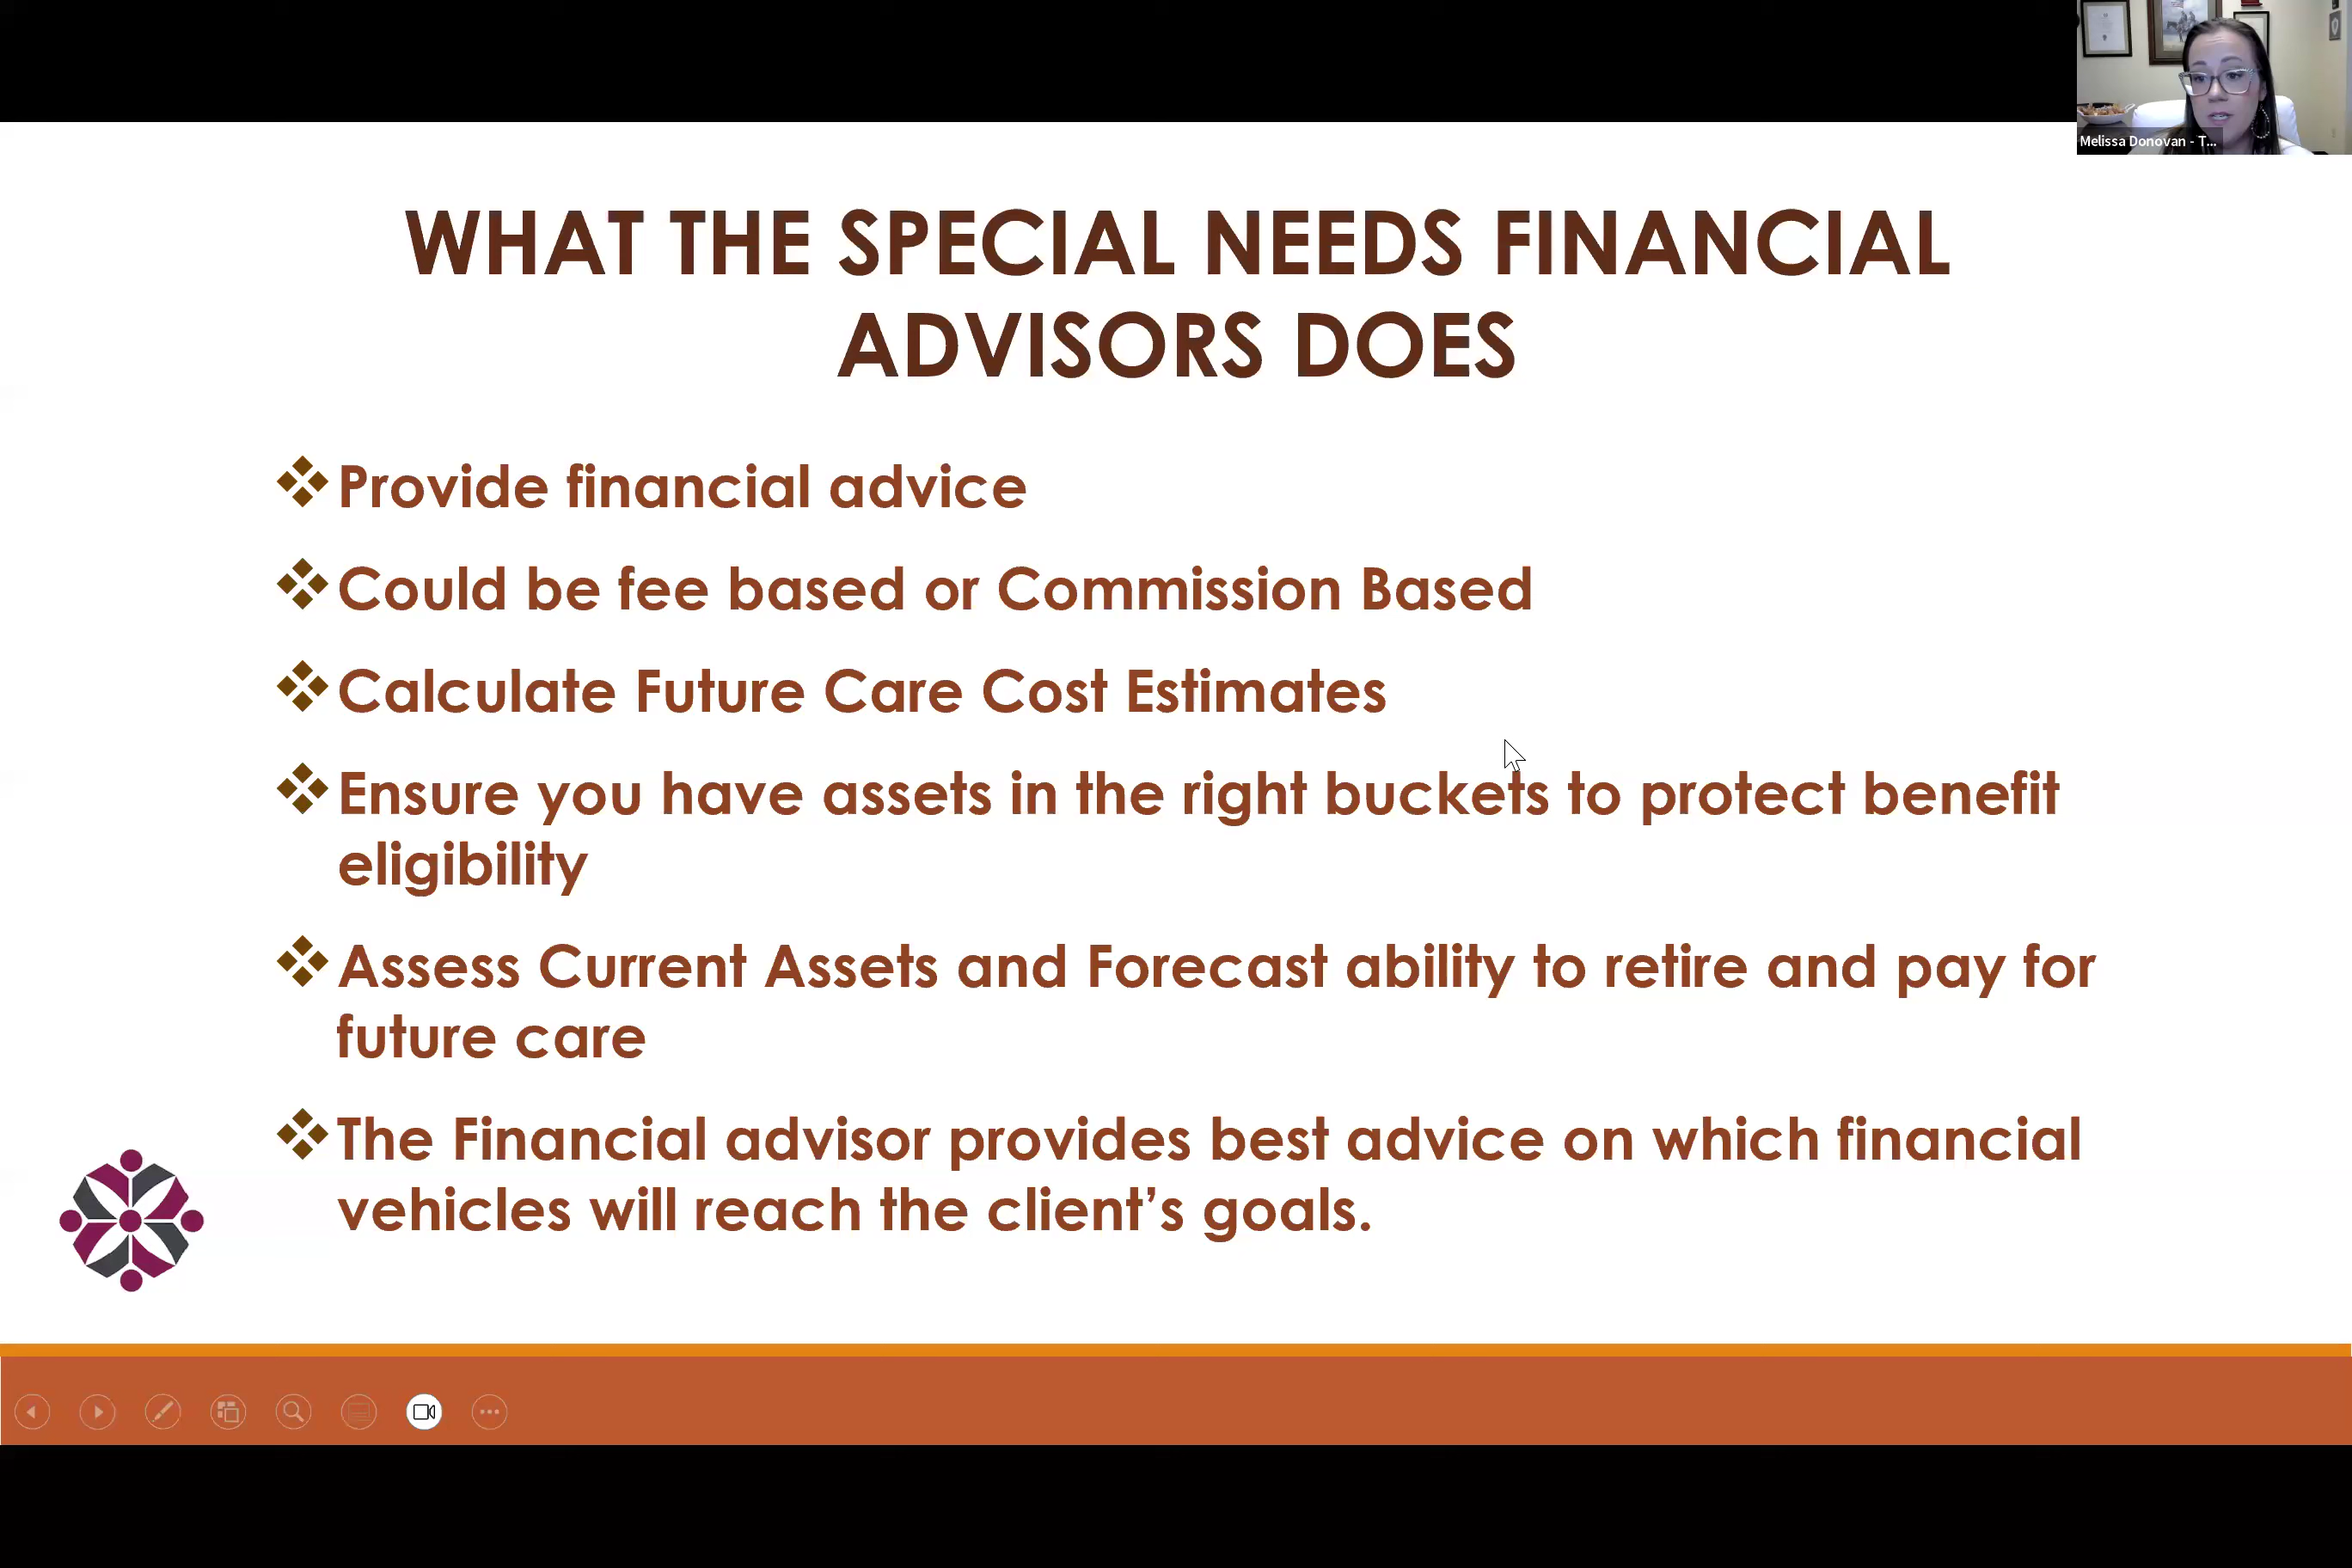 Melissa Donovan - T...
WHAT THE SPECIAL NEEDS FINANCIAL
ADVISORS DOES
Provide financial advice
Could be fee based or Commission Based
Calculate Future Care Cost Estimates
Ensure you have assets in the right buckets to protect benefit
eligibility
Assess Current Assets and Forecast ability to retire and pay for
future care
The Financial advisor provides best advice on which financial
vehicles will reach the client’s goals.